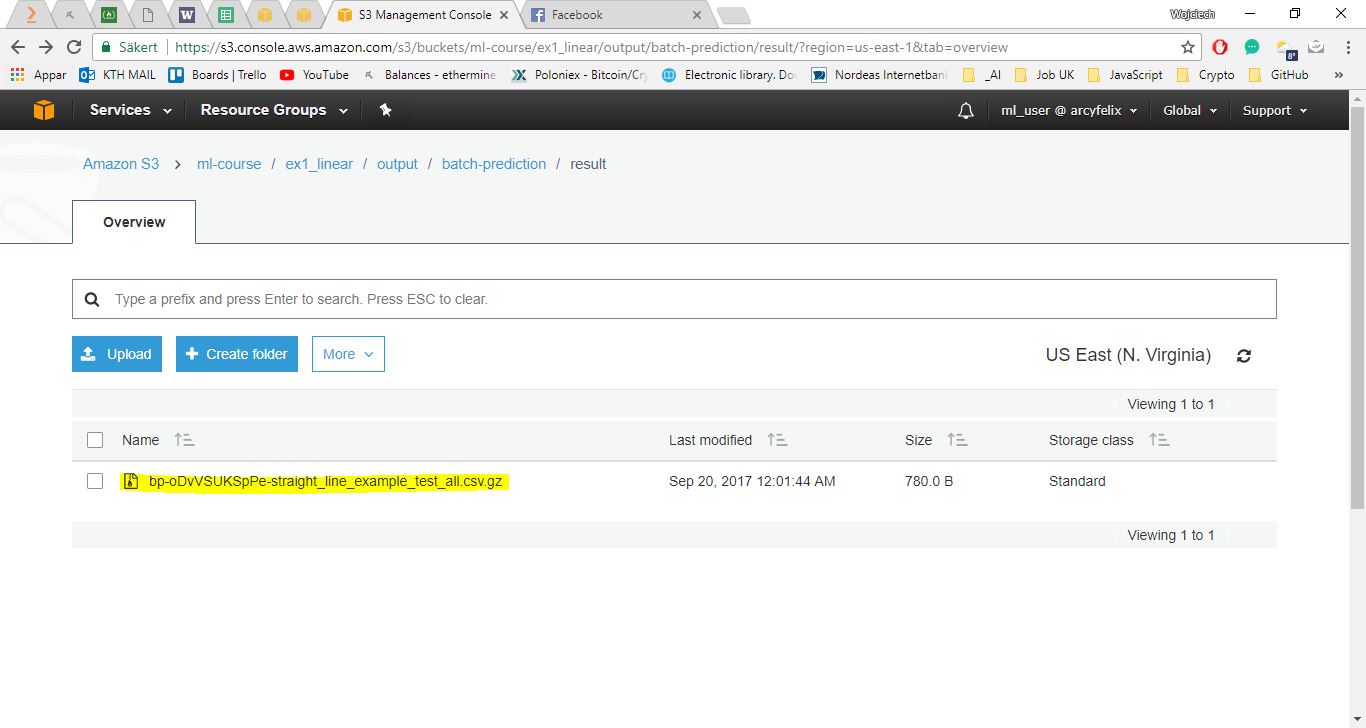 S3 Management Console
Facebook
Wojciech
Säkert https://s3.console.aws.amazon.com/s3/buckets/ml-course/ex1_linear/output/batch-prediction/result/?region=us-east-1&tab=overview
8°
Appar KTH MAIL Boards | Trello YouTube Balances - ethermine Poloniex - Bitcoin/Cry Electronic library. Do Nordeas Internetban _AI Job UK JavaScript Crypto GitHub »
Services Resource Groups ml_user @ arcyfelix Global Support
Amazon S3 > ml-course / ex1_linear / output / batch-prediction / result
Overview
Type a prefix and press Enter to search. Press ESC to clear.
Upload + Create folder More US East (N. Virginia)
Viewing 1 to 1
Name Last modified Size Storage class
bp-oDvVSUKSpPe-straight_line_example_test_all.csv.gz Sep 20, 2017 12:01:44 AM 780.0 B Standard
Viewing 1 to 1